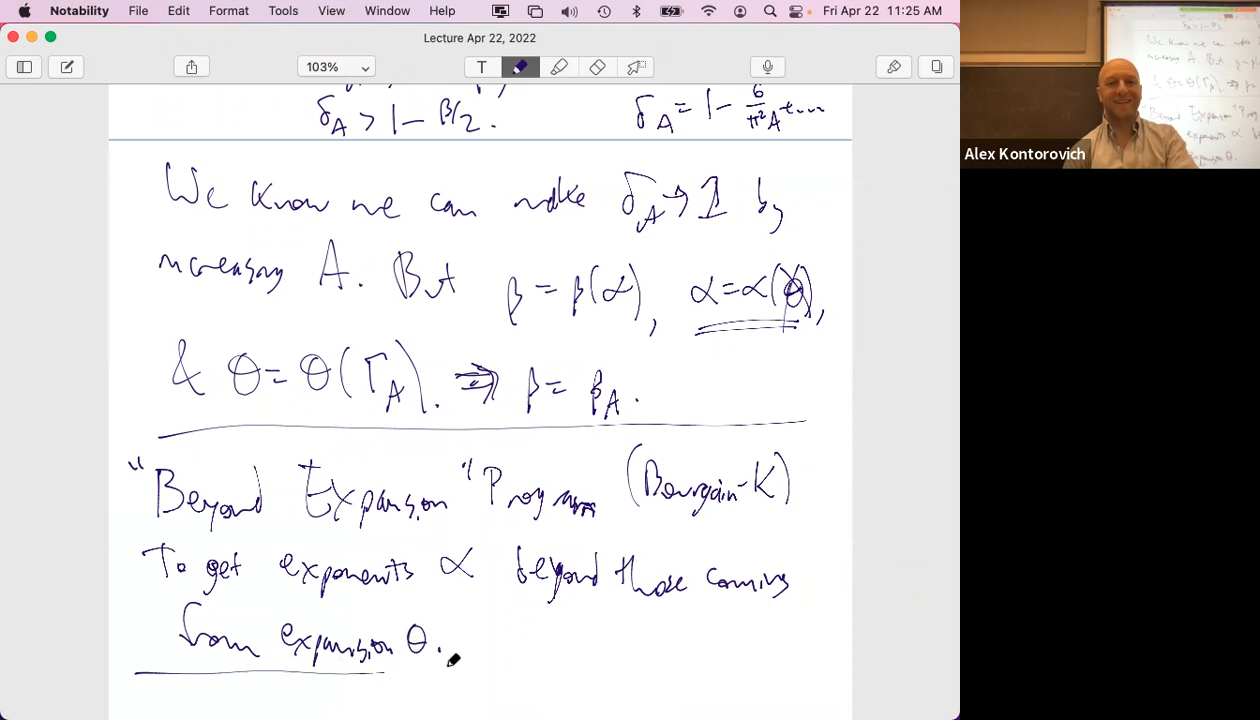 Notability File Edit Format Tools View Window Help Fri Apr 22 11:25 AM
Lecture Apr 22, 2022
103% T
δ_A > 1 - β/2. δ_A = 1 - 6/π²A + ...
We know we can make δ_A → 1 by
increasing A. But β = β(α), α = α(θ),
& θ = θ(Γ_A). ⇒ β = β_A.
"Beyond Expansion" Program (Bourgain-K)
To get exponents α beyond those coming
from expansion θ.
Alex Kontorovich